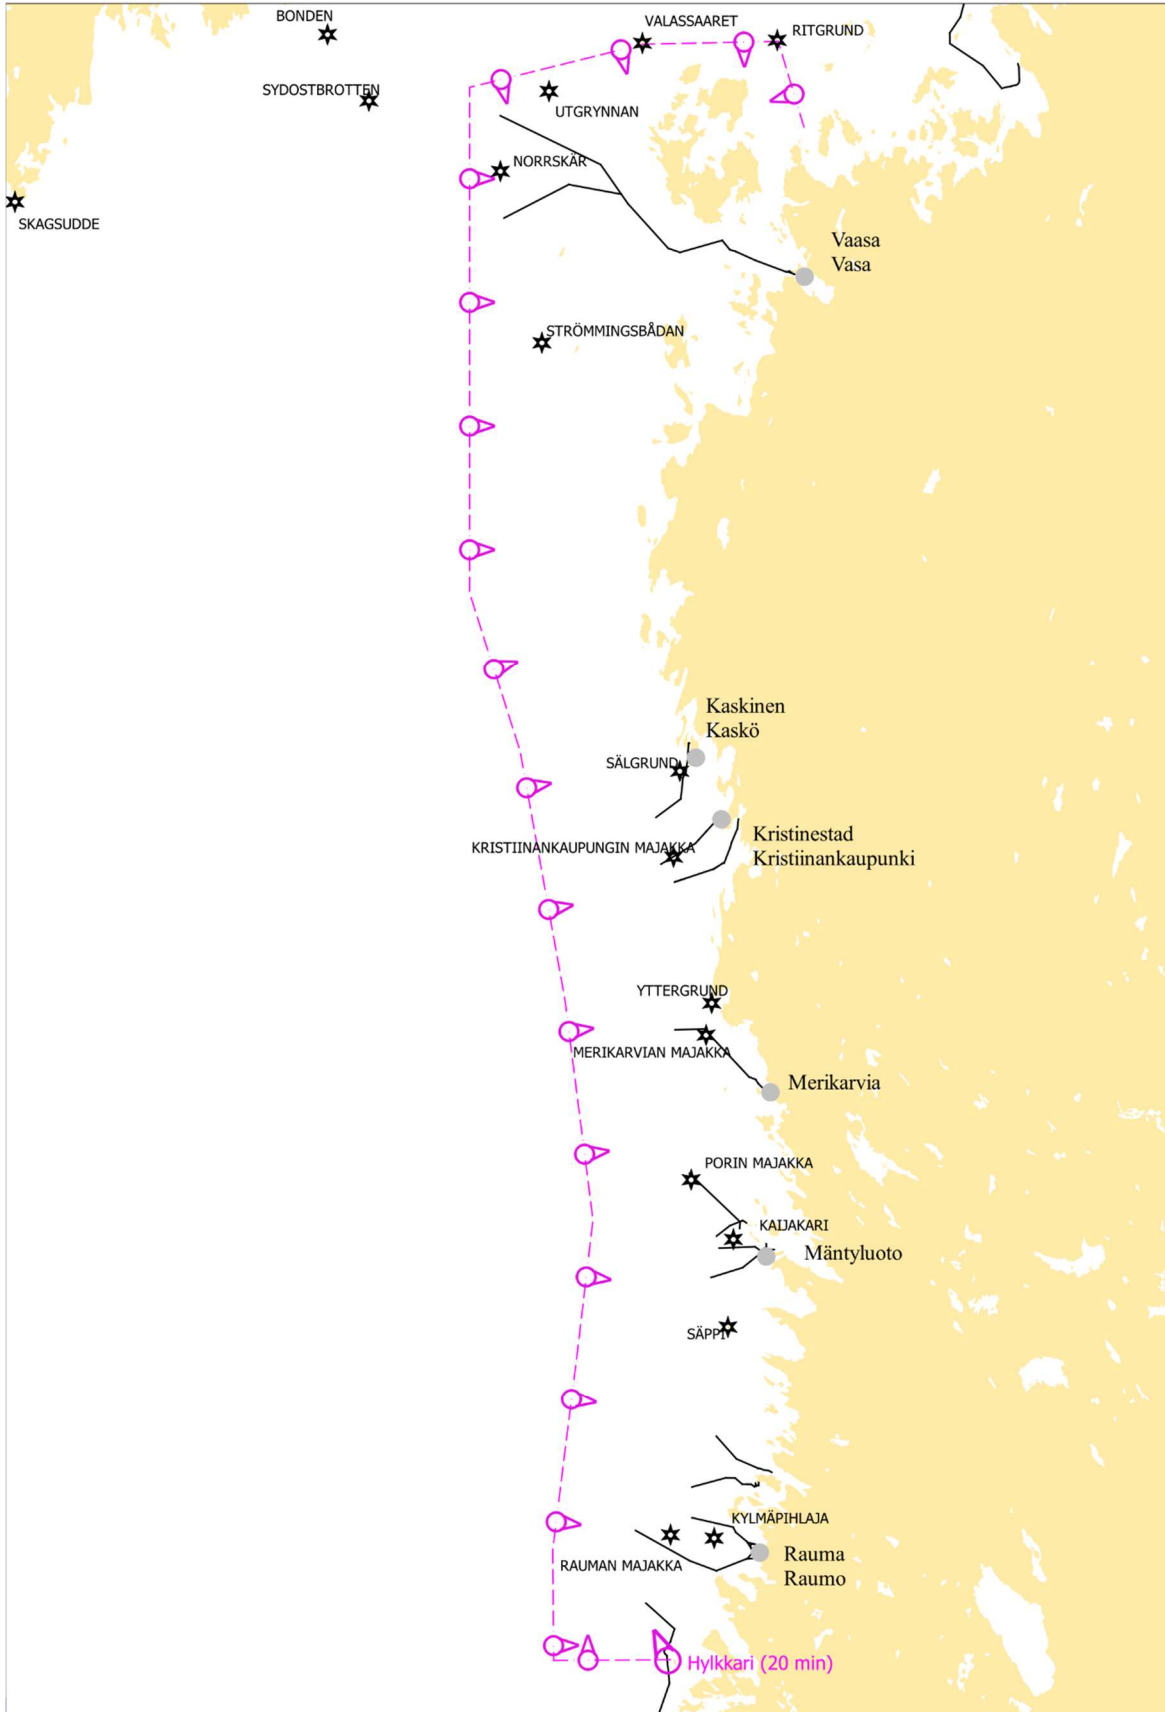 BONDEN
VALASSAARET
RITGRUND
SYDOSTBROTTEN
UTGRYNNAN
NORRSKÄR
SKAGSUDDE
Vaasa
Vasa
STRÖMMINGSBÅDAN
Kaskinen
Kaskö
SÄLGRUND
Kristinestad
Kristiinankaupunki
KRISTIINANKAUPUNGIN MAJAKKA
YTTERGRUND
MERIKARVIAN MAJAKKA
Merikarvia
PORIN MAJAKKA
KAIJAKARI
Mäntyluoto
SÄPPI
KYLMÄPIHLAJA
RAUMAN MAJAKKA
Rauma
Raumo
Hylkkari (20 min)